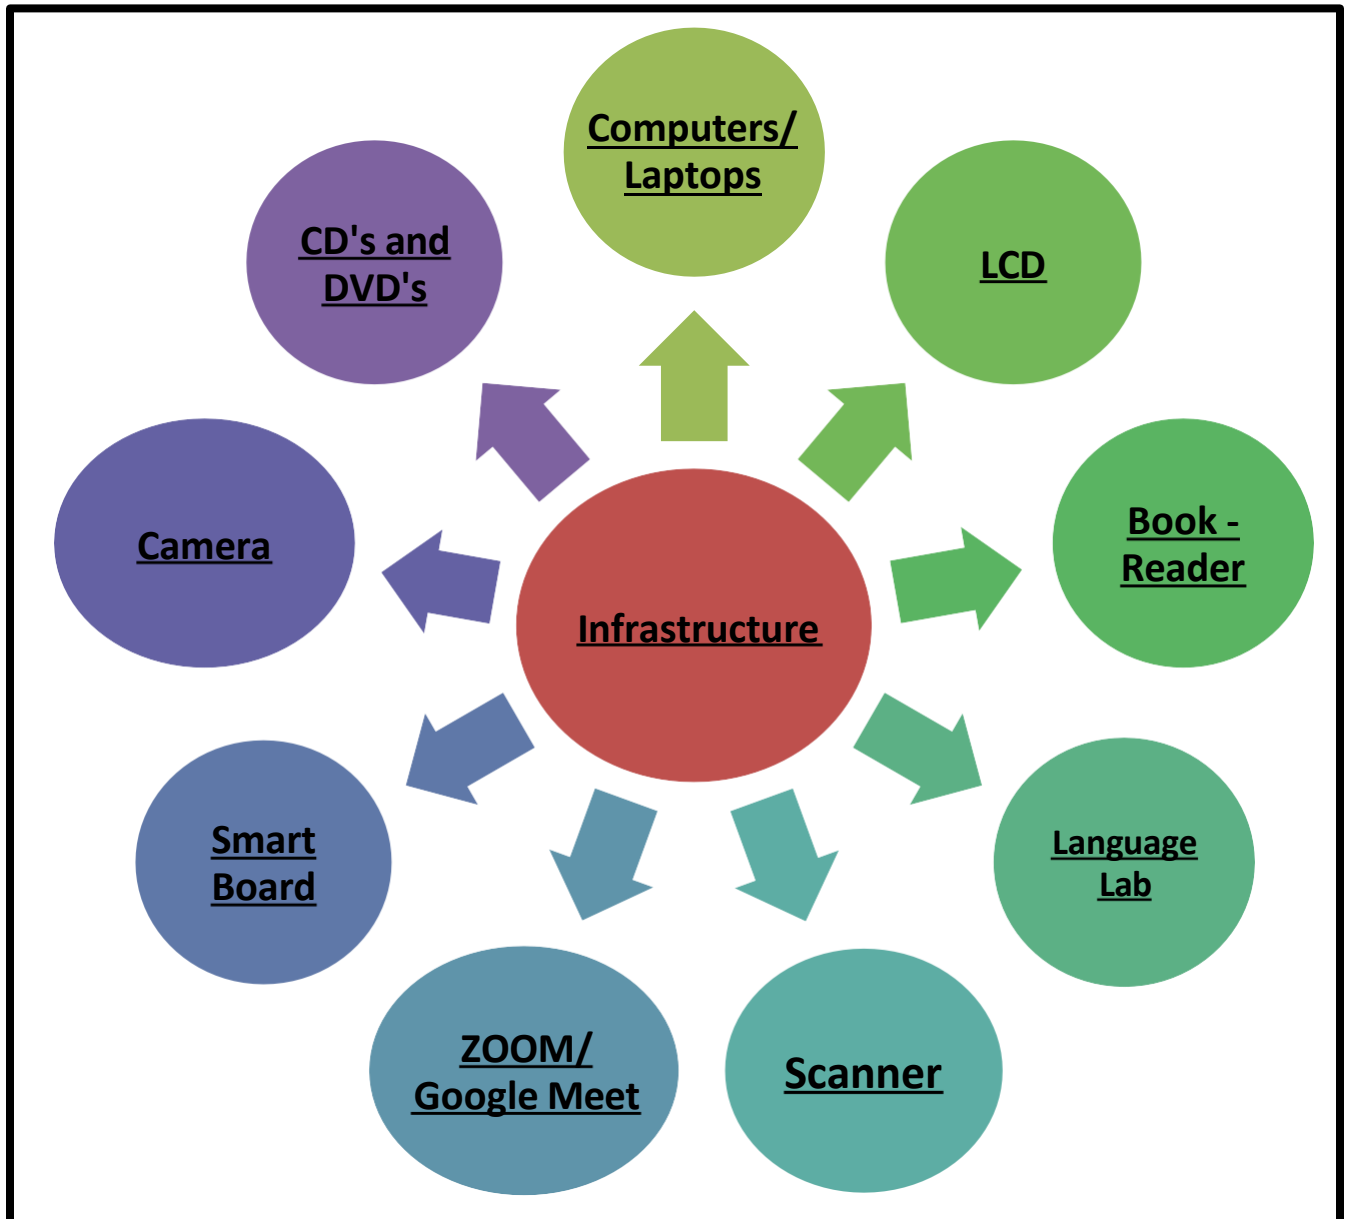 Computers/
Laptops
LCD
Book -
Reader
Language
Lab
Scanner
ZOOM/
Google Meet
Smart
Board
Camera
CD's and
DVD's
Infrastructure